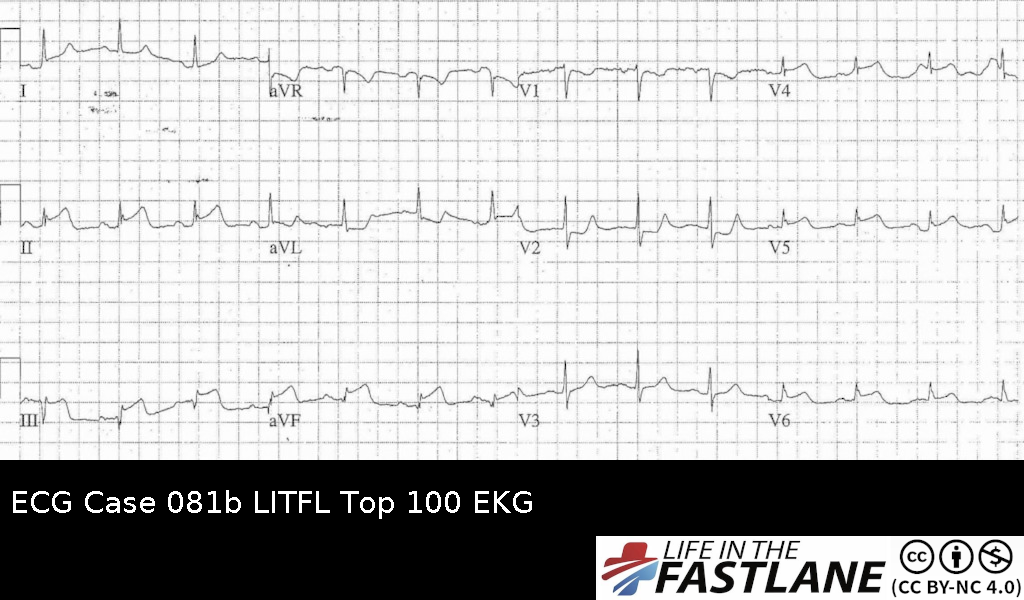 I aVR V1 V4
II aVL V2 V5
III aVF V3 V6
ECG Case 081b LITFL Top 100 EKG
LIFE IN THE
FASTLANE
cc $
(CC BY-NC 4.0)